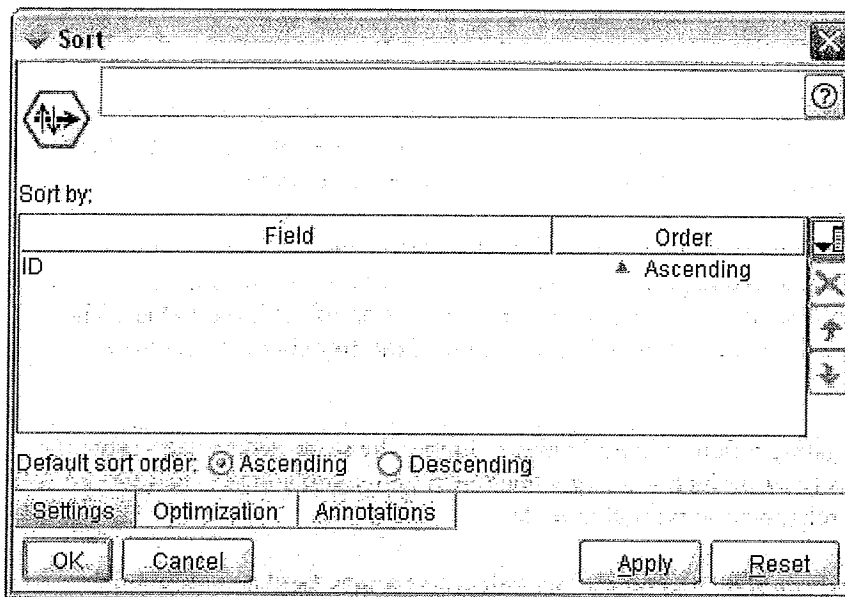 Sort
Sort by:
Field Order
ID Ascending
Default sort order: Ascending Descending
Settings Optimization Annotations
OK Cancel Apply Reset